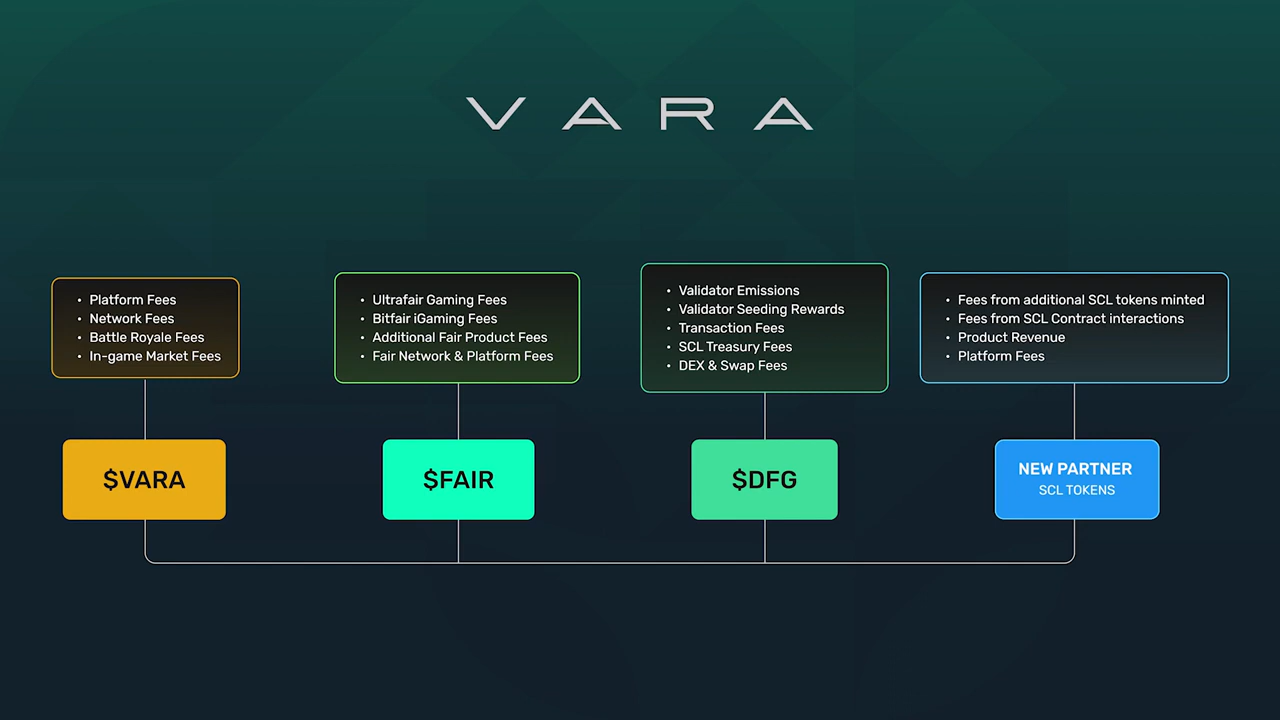 VARA
• Platform Fees
• Network Fees
• Battle Royale Fees
• In-game Market Fees
• Ultrafair Gaming Fees
• Bitfair iGaming Fees
• Additional Fair Product Fees
• Fair Network & Platform Fees
• Validator Emissions
• Validator Seeding Rewards
• Transaction Fees
• SCL Treasury Fees
• DEX & Swap Fees
• Fees from additional SCL tokens minted
• Fees from SCL Contract interactions
• Product Revenue
• Platform Fees
$VARA
$FAIR
$DFG
NEW PARTNER
SCL TOKENS